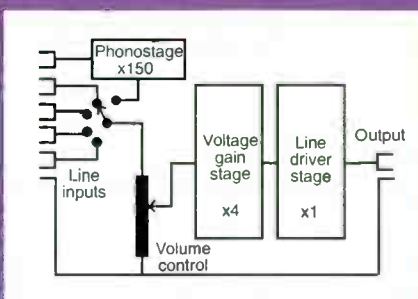 Phonostage
x150
Line
inputs
Volume
control
Voltage
gain
stage
x4
Line
driver
stage
x1
Output